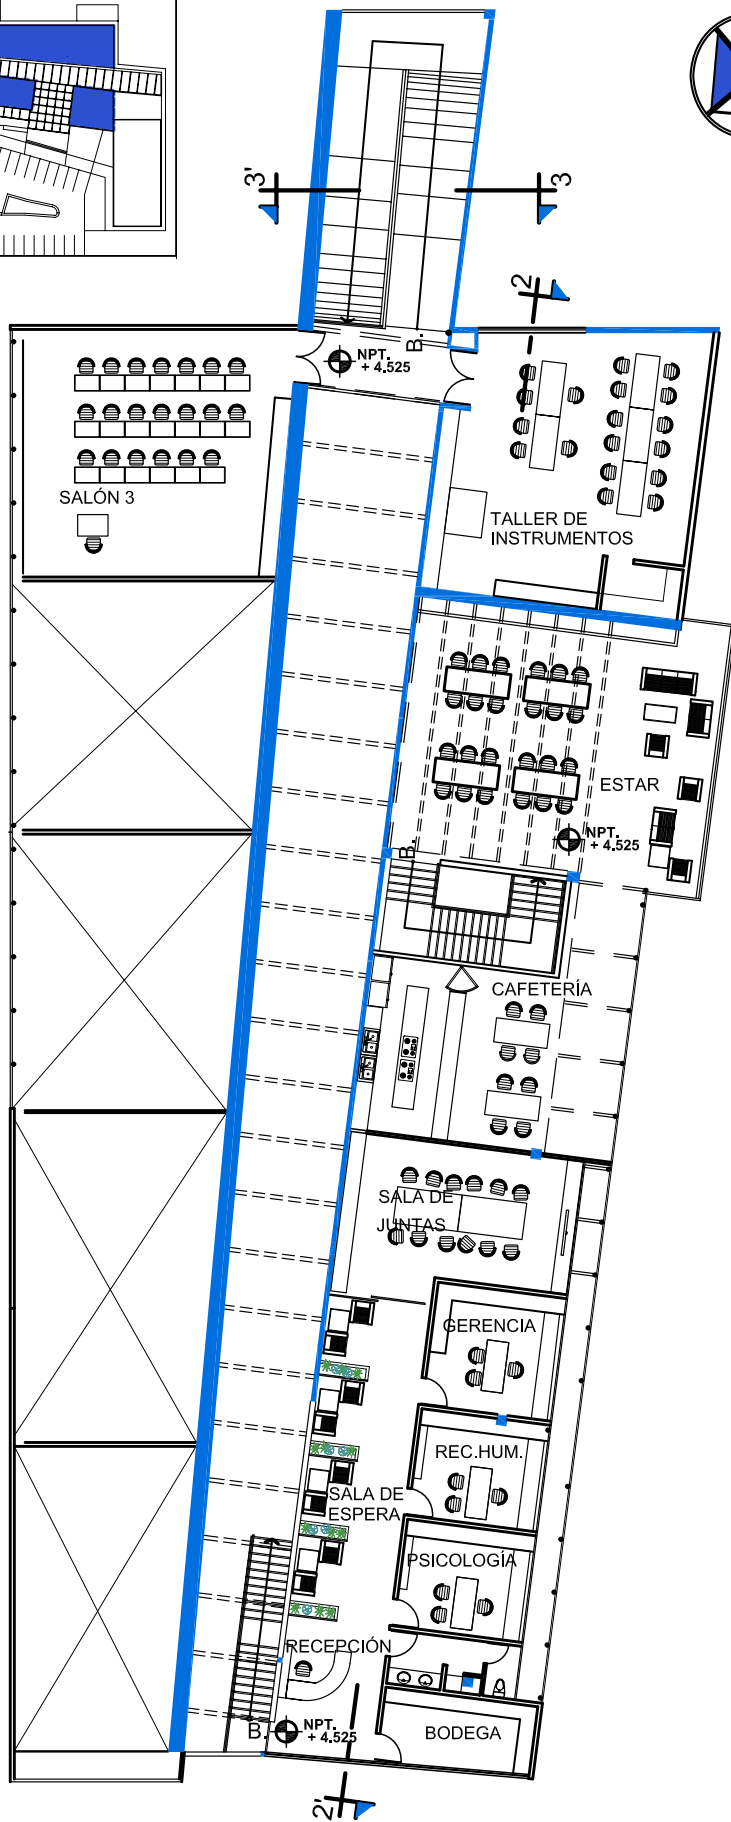 3'
3
2
B.
NPT.
+ 4.525
SALÓN 3
TALLER DE
INSTRUMENTOS
ESTAR
NPT.
+ 4.525
B.
CAFETERÍA
SALA DE
JUNTAS
GERENCIA
REC.HUM.
SALA DE
ESPERA
PSICOLOGÍA
RECEPCIÓN
B.
NPT.
+ 4.525
BODEGA
2'